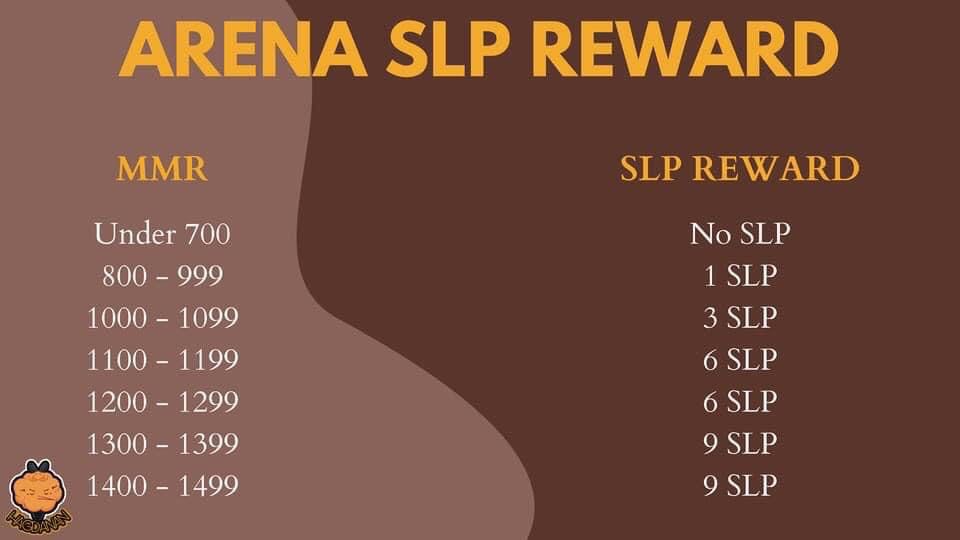 ARENA SLP REWARD
MMR SLP REWARD
Under 700 No SLP
800 - 999 1 SLP
1000 - 1099 3 SLP
1100 - 1199 6 SLP
1200 - 1299 6 SLP
1300 - 1399 9 SLP
1400 - 1499 9 SLP
HAGDANAN